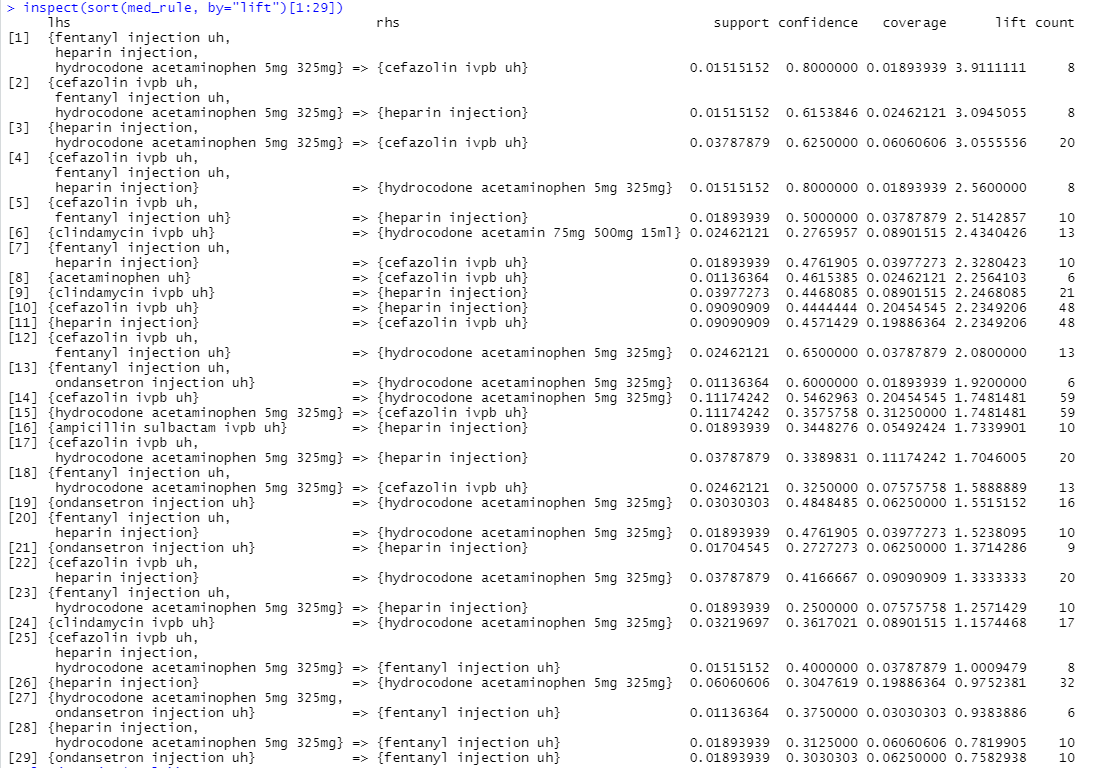 > inspect(sort(med_rule, by="lift")[1:29])
lhs rhs support confidence coverage lift count
[1] {fentanyl injection uh,
heparin injection,
hydrocodone acetaminophen 5mg 325mg} => {cefazolin ivpb uh} 0.01515152 0.8000000 0.01893939 3.9111111 8
[2] {cefazolin ivpb uh,
fentanyl injection uh,
hydrocodone acetaminophen 5mg 325mg} => {heparin injection} 0.01515152 0.6153846 0.02462121 3.0945055 8
[3] {heparin injection,
hydrocodone acetaminophen 5mg 325mg} => {cefazolin ivpb uh} 0.03787879 0.6250000 0.06060606 3.0555556 20
[4] {cefazolin ivpb uh,
fentanyl injection uh,
heparin injection} => {hydrocodone acetaminophen 5mg 325mg} 0.01515152 0.8000000 0.01893939 2.5600000 8
[5] {cefazolin ivpb uh,
fentanyl injection uh} => {heparin injection} 0.01893939 0.5000000 0.03787879 2.5142857 10
[6] {clindamycin ivpb uh} => {hydrocodone acetamin 75mg 500mg 15ml} 0.02462121 0.2765957 0.08901515 2.4340426 13
[7] {fentanyl injection uh,
heparin injection} => {cefazolin ivpb uh} 0.01893939 0.4761905 0.03977273 2.3280423 10
[8] {acetaminophen uh} => {cefazolin ivpb uh} 0.01136364 0.4615385 0.02462121 2.2564103 6
[9] {clindamycin ivpb uh} => {heparin injection} 0.03977273 0.4468085 0.08901515 2.2468085 21
[10] {cefazolin ivpb uh} => {heparin injection} 0.09090909 0.4444444 0.20454545 2.2349206 48
[11] {heparin injection} => {cefazolin ivpb uh} 0.09090909 0.4571429 0.19886364 2.2349206 48
[12] {cefazolin ivpb uh,
fentanyl injection uh} => {hydrocodone acetaminophen 5mg 325mg} 0.02462121 0.6500000 0.03787879 2.0800000 13
[13] {fentanyl injection uh,
ondansetron injection uh} => {hydrocodone acetaminophen 5mg 325mg} 0.01136364 0.6000000 0.01893939 1.9200000 6
[14] {cefazolin ivpb uh} => {hydrocodone acetaminophen 5mg 325mg} 0.11174242 0.5462963 0.20454545 1.7481481 59
[15] {hydrocodone acetaminophen 5mg 325mg} => {cefazolin ivpb uh} 0.11174242 0.3575758 0.31250000 1.7481481 59
[16] {ampicillin sulbactam ivpb uh} => {heparin injection} 0.01893939 0.3448276 0.05492424 1.7339901 10
[17] {cefazolin ivpb uh,
hydrocodone acetaminophen 5mg 325mg} => {heparin injection} 0.03787879 0.3389831 0.11174242 1.7046005 20
[18] {fentanyl injection uh,
hydrocodone acetaminophen 5mg 325mg} => {cefazolin ivpb uh} 0.02462121 0.3250000 0.07575758 1.5888889 13
[19] {ondansetron injection uh} => {hydrocodone acetaminophen 5mg 325mg} 0.03030303 0.4848485 0.06250000 1.5515152 16
[20] {fentanyl injection uh,
heparin injection} => {hydrocodone acetaminophen 5mg 325mg} 0.01893939 0.4761905 0.03977273 1.5238095 10
[21] {ondansetron injection uh} => {heparin injection} 0.01704545 0.2727273 0.06250000 1.3714286 9
[22] {cefazolin ivpb uh,
heparin injection} => {hydrocodone acetaminophen 5mg 325mg} 0.03787879 0.4166667 0.09090909 1.3333333 20
[23] {fentanyl injection uh,
hydrocodone acetaminophen 5mg 325mg} => {heparin injection} 0.01893939 0.2500000 0.07575758 1.2571429 10
[24] {clindamycin ivpb uh} => {hydrocodone acetaminophen 5mg 325mg} 0.03219697 0.3617021 0.08901515 1.1574468 17
[25] {cefazolin ivpb uh,
heparin injection,
hydrocodone acetaminophen 5mg 325mg} => {fentanyl injection uh} 0.01515152 0.4000000 0.03787879 1.0009479 8
[26] {heparin injection} => {hydrocodone acetaminophen 5mg 325mg} 0.06060606 0.3047619 0.19886364 0.9752381 32
[27] {hydrocodone acetaminophen 5mg 325mg,
ondansetron injection uh} => {fentanyl injection uh} 0.01136364 0.3750000 0.03030303 0.9383886 6
[28] {heparin injection,
hydrocodone acetaminophen 5mg 325mg} => {fentanyl injection uh} 0.01893939 0.3125000 0.06060606 0.7819905 10
[29] {ondansetron injection uh} => {fentanyl injection uh} 0.01893939 0.3030303 0.06250000 0.7582938 10